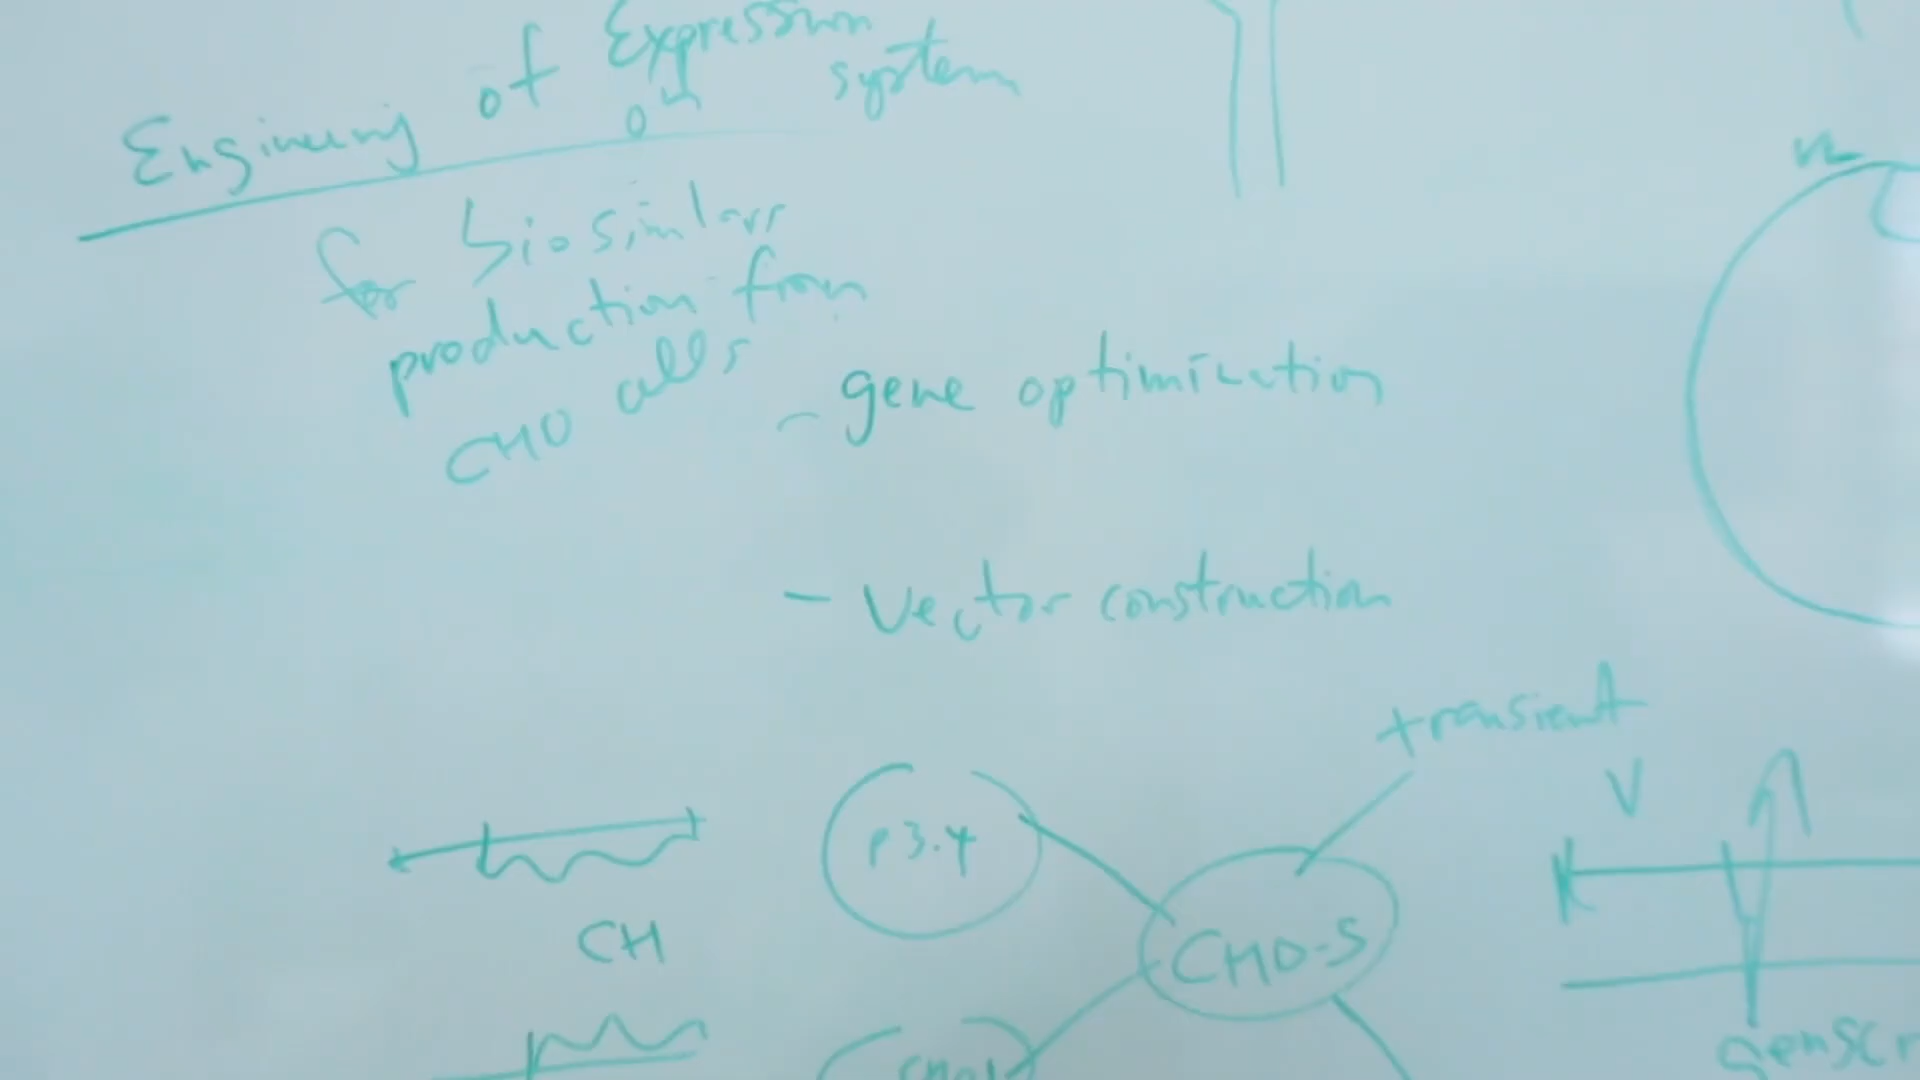 Engineering of Expression
system
for biosimilars
production from
CHO cells
- gene optimization
- Vector construction
transient
V
P3.4
CH
CHO-S
genscr